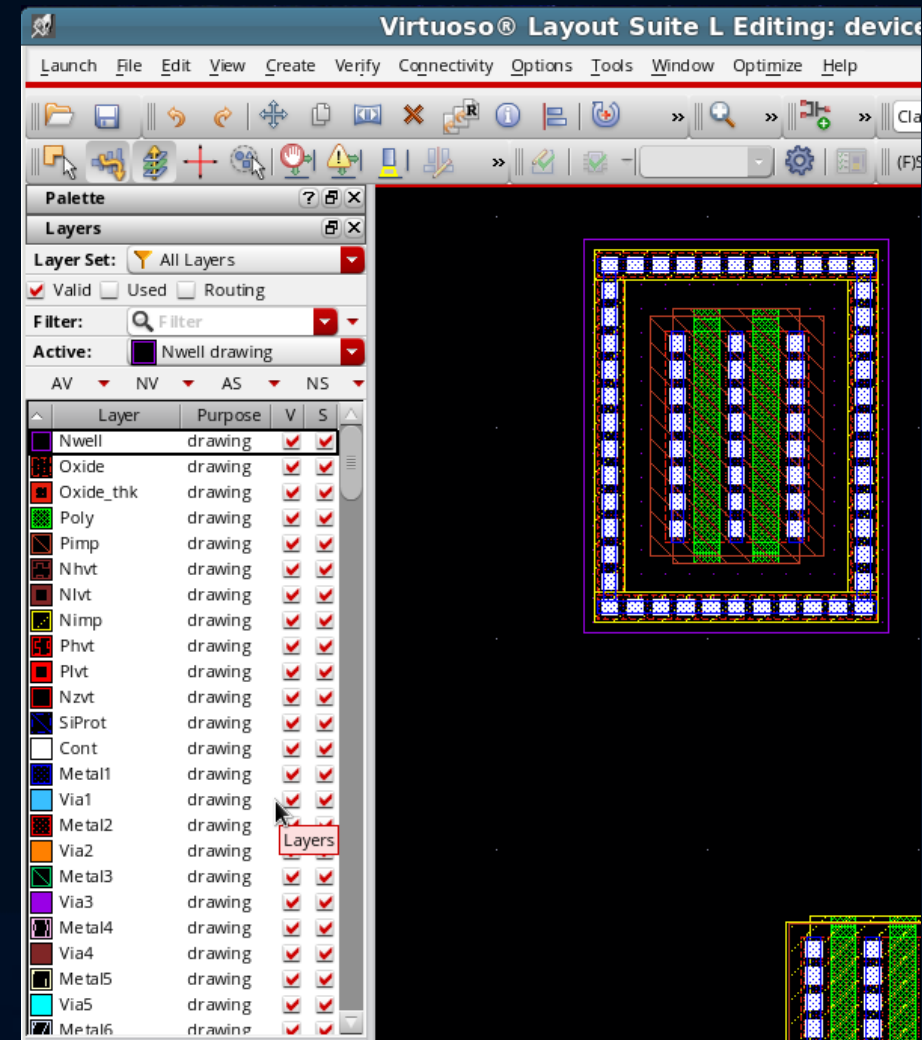 Virtuoso® Layout Suite L Editing: device
Launch File Edit View Create Verify Connectivity Options Tools Window Optimize Help
R
» » » Cla
» (F)S
Palette ?
Layers
Layer Set: All Layers
Valid Used Routing
Filter: Filter
Active: Nwell drawing
AV NV AS NS
Layer Purpose V S
Nwell drawing
Oxide drawing
Oxide_thk drawing
Poly drawing
Pimp drawing
Nhvt drawing
Nlvt drawing
Nimp drawing
Phvt drawing
Plvt drawing
Nzvt drawing
SiProt drawing
Cont drawing
Metal1 drawing
Via1 drawing
Metal2 drawing
Layers
Via2 drawing
Metal3 drawing
Via3 drawing
Metal4 drawing
Via4 drawing
Metal5 drawing
Via5 drawing
Metal6 drawing